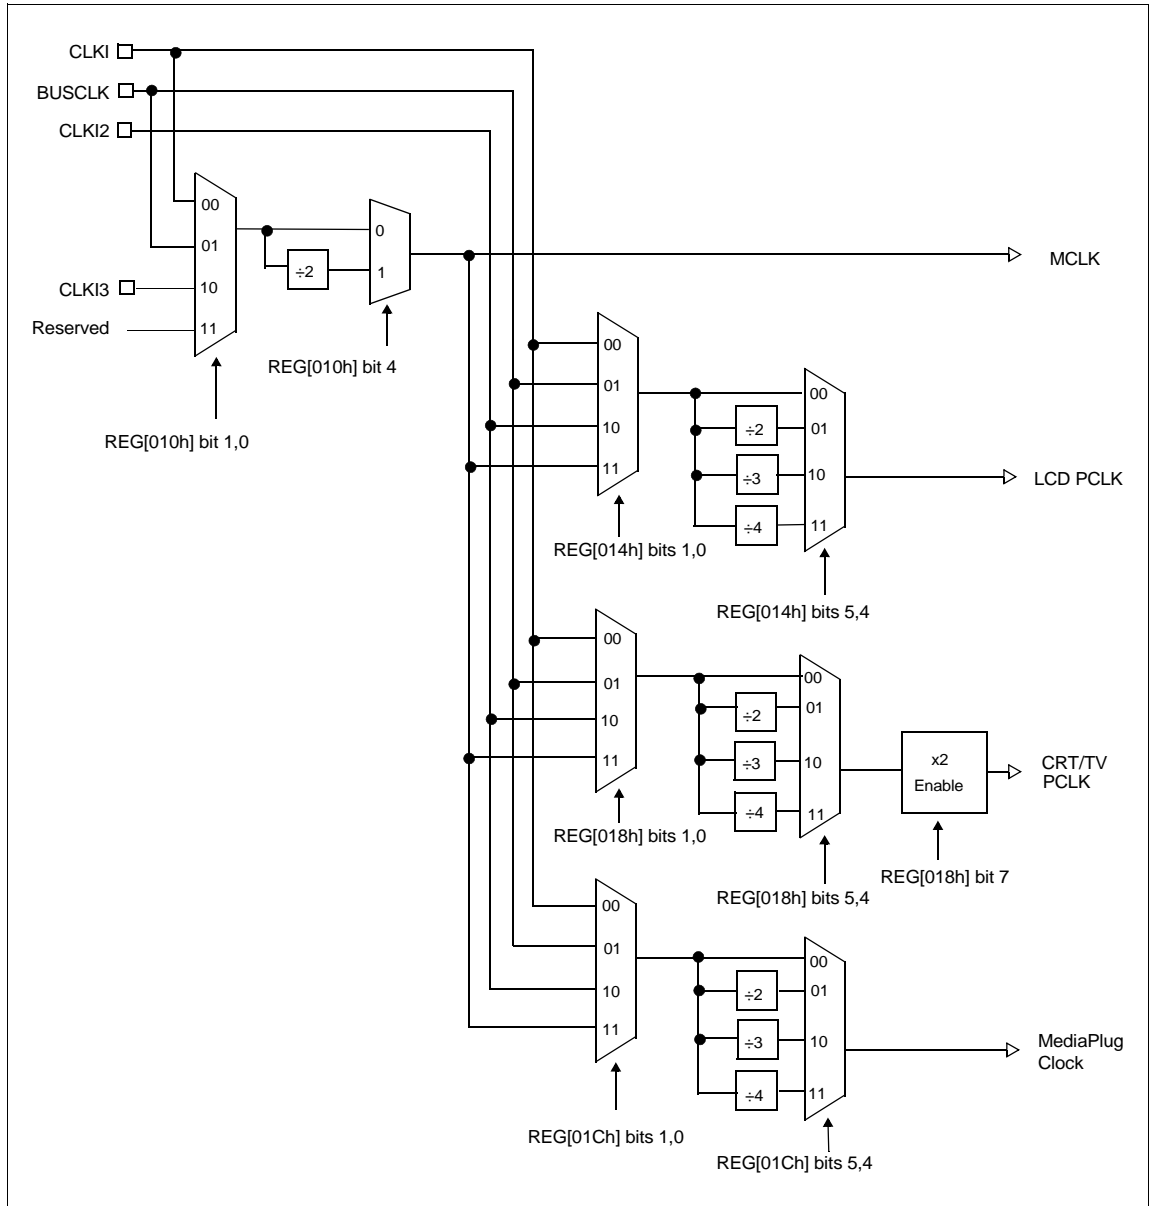 CLKI
BUSCLK
CLKI2
00
01
CLKI3
10
Reserved
11
÷2
0
1
REG[010h] bit 4
REG[010h] bit 1,0
MCLK
00
01
10
11
REG[014h] bits 1,0
÷2
÷3
÷4
00
01
10
11
REG[014h] bits 5,4
LCD PCLK
00
01
10
11
REG[018h] bits 1,0
÷2
÷3
÷4
00
01
10
11
REG[018h] bits 5,4
x2
Enable
REG[018h] bit 7
CRT/TV
PCLK
00
01
10
11
REG[01Ch] bits 1,0
÷2
÷3
÷4
00
01
10
11
REG[01Ch] bits 5,4
MediaPlug
Clock